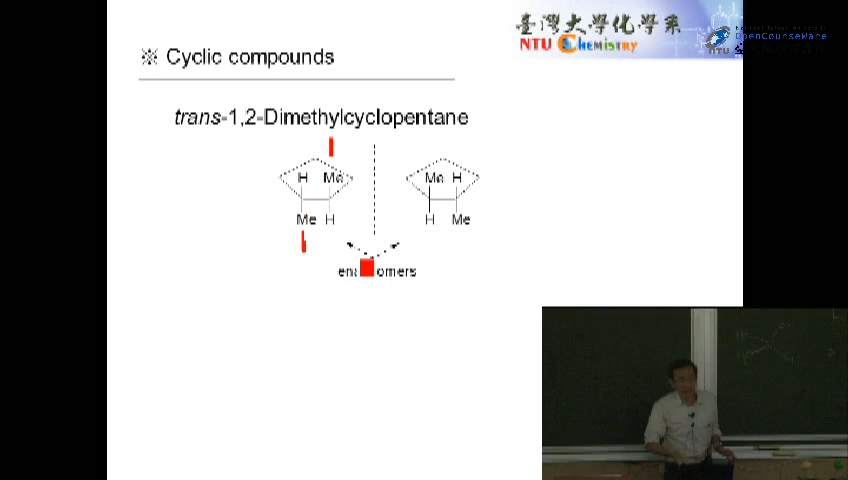 臺灣大學化學系
NTU Chemistry
OpenCourseWare
NTU
※ Cyclic compounds
trans-1,2-Dimethylcyclopentane
H Me Me H
Me H H Me